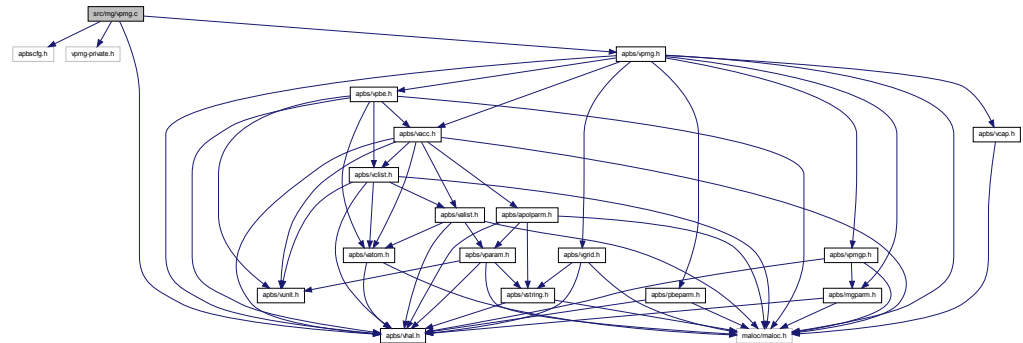 src/mg/vpmg.c
apbscfg.h
vpmg-private.h
apbs/vpmg.h
apbs/vpbe.h
apbs/vacc.h
apbs/vcap.h
apbs/vclist.h
apbs/valist.h
apbs/apolparm.h
apbs/vatom.h
apbs/vparam.h
apbs/vgrid.h
apbs/vpmgp.h
apbs/vunit.h
apbs/vstring.h
apbs/pbeparm.h
apbs/mgparm.h
apbs/vhal.h
maloc/maloc.h